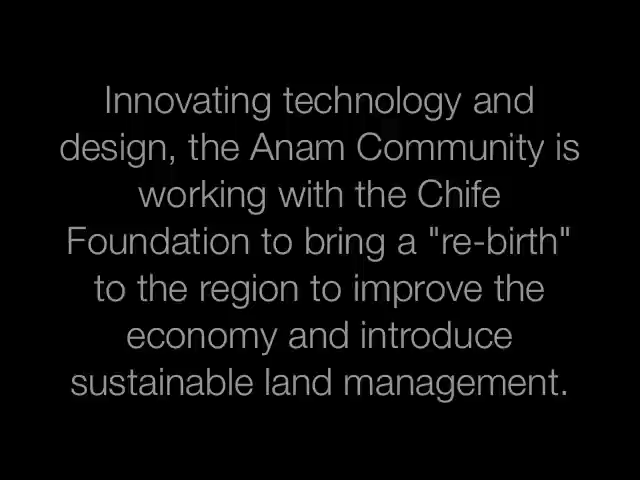 Innovating technology and
design, the Anam Community is
working with the Chife
Foundation to bring a "re-birth"
to the region to improve the
economy and introduce
sustainable land management.